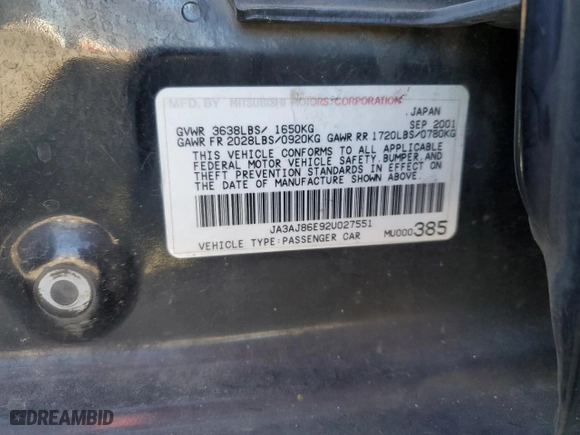 MFD. BY MITSUBISHI MOTORS CORPORATION
JAPAN
GVWR 3638LBS/ 1650KG SEP 2001
GAWR FR 2028LBS/0920KG GAWR RR 1720LBS/0780KG
THIS VEHICLE CONFORMS TO ALL APPLICABLE
FEDERAL MOTOR VEHICLE SAFETY, BUMPER, AND
THEFT PREVENTION STANDARDS IN EFFECT ON
THE DATE OF MANUFACTURE SHOWN ABOVE
JA3AJ86E92U027551
VEHICLE TYPE: PASSENGER CAR MU000385
DREAMBID